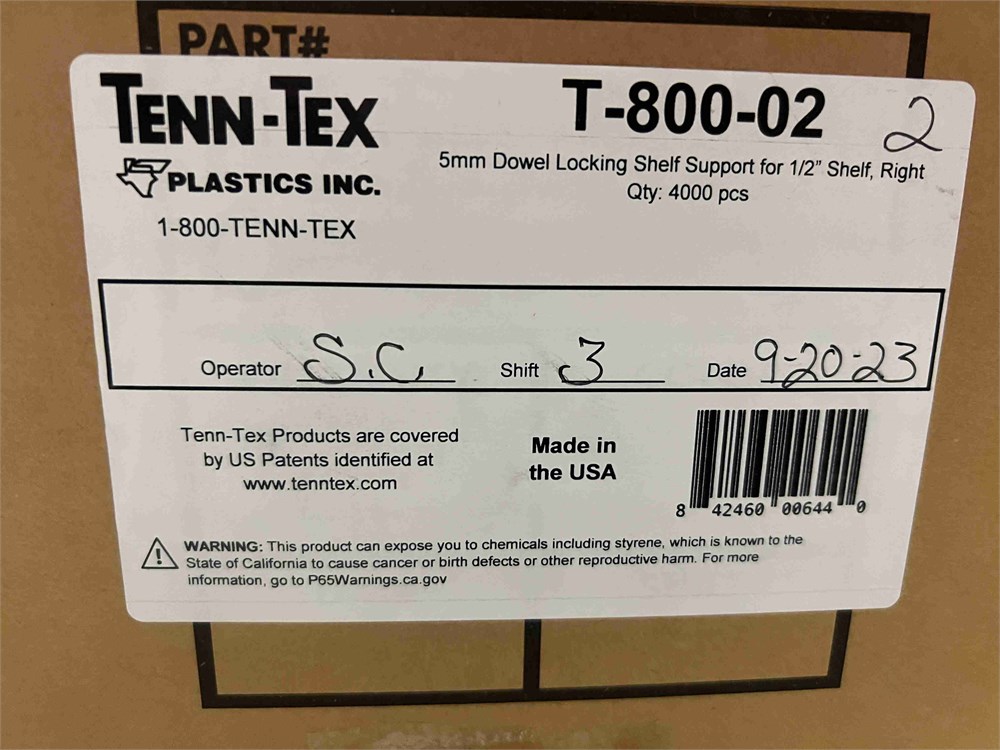 PART#
TENN-TEX
PLASTICS INC.
1-800-TENN-TEX
T-800-02
2
5mm Dowel Locking Shelf Support for 1/2” Shelf, Right
Qty: 4000 pcs
Operator S.C. Shift 3 Date 9-20-23
Tenn-Tex Products are covered
by US Patents identified at
www.tenntex.com
Made in
the USA
8 42460 00644 0
WARNING: This product can expose you to chemicals including styrene, which is known to the
State of California to cause cancer or birth defects or other reproductive harm. For more
information, go to P65Warnings.ca.gov